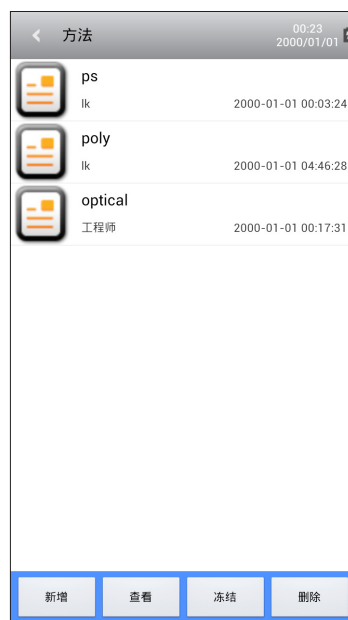 方法
00:23
2000/01/01
ps
lk
2000-01-01 00:03:24
poly
lk
2000-01-01 04:46:28
optical
工程师
2000-01-01 00:17:31
新增 查看 冻结 删除